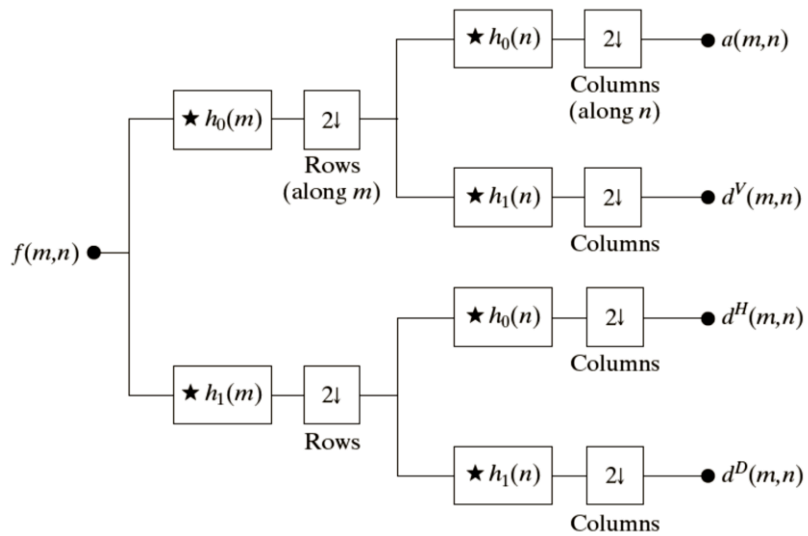 ★ h₀(n)
2↓
a(m,n)
Columns
(along n)
★ h₀(m)
2↓
Rows
(along m)
★ h₁(n)
2↓
dⱽ(m,n)
Columns
f(m,n)
★ h₀(n)
2↓
dᴴ(m,n)
Columns
★ h₁(m)
2↓
Rows
★ h₁(n)
2↓
dᴰ(m,n)
Columns